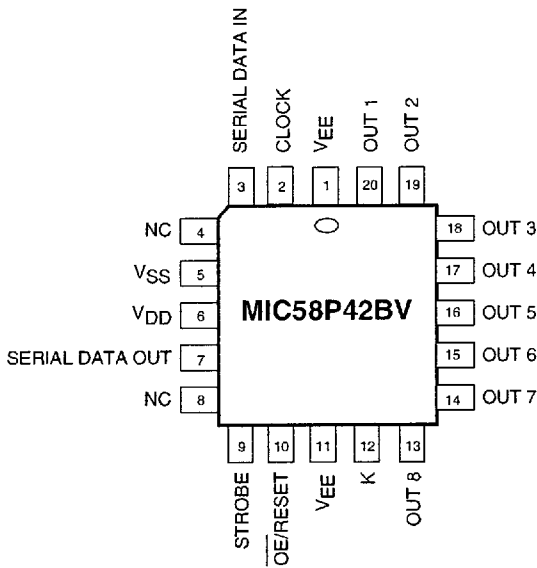 SERIAL DATA IN
CLOCK
VEE
OUT 1
OUT 2
3
2
1
20
19
NC 4
VSS 5
VDD 6
SERIAL DATA OUT 7
NC 8
MIC58P42BV
18 OUT 3
17 OUT 4
16 OUT 5
15 OUT 6
14 OUT 7
9
10
11
12
13
STROBE
OE/RESET
VEE
K
OUT 8